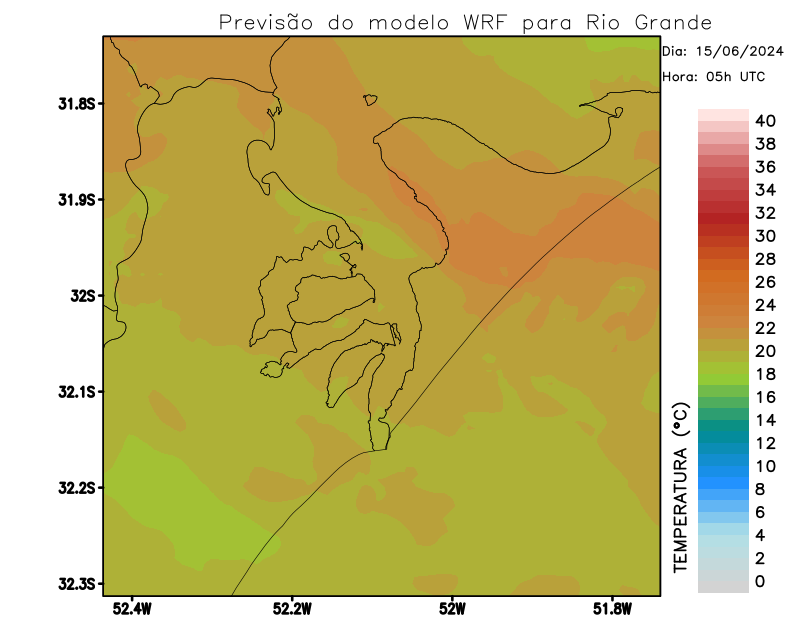 Previsão do modelo WRF para Rio Grande
Dia: 15/06/2024
Hora: 05h UTC
31.8S
31.9S
32S
32.1S
32.2S
32.3S
52.4W 52.2W 52W 51.8W
TEMPERATURA (°C)
40
38
36
34
32
30
28
26
24
22
20
18
16
14
12
10
8
6
4
2
0